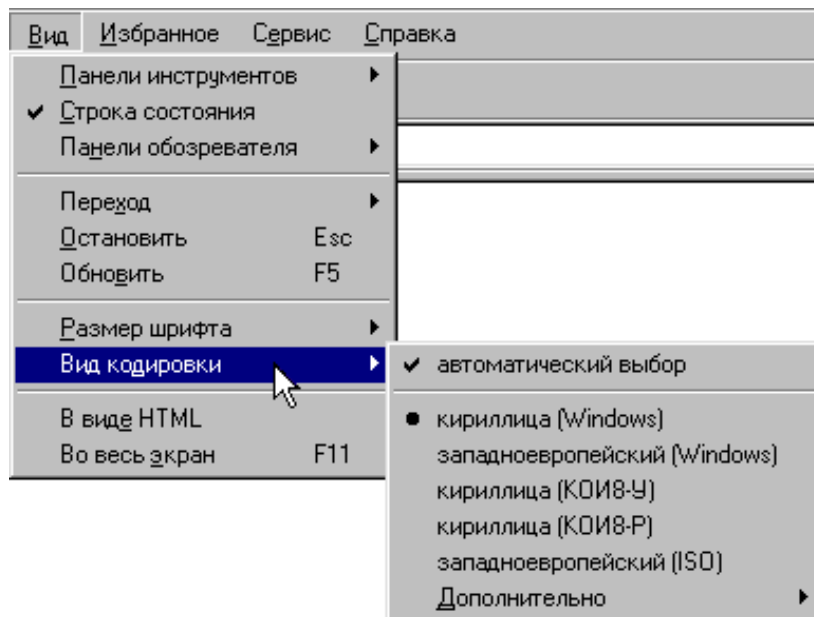 Вид Избранное Сервис Справка
Панели инструментов
Строка состояния
Панели обозревателя
Переход
Остановить Esc
Обновить F5
Размер шрифта
Вид кодировки
автоматический выбор
В виде HTML
кириллица (Windows)
Во весь экран F11
западноевропейский (Windows)
кириллица (КОИ8-У)
кириллица (КОИ8-Р)
западноевропейский (ISO)
Дополнительно